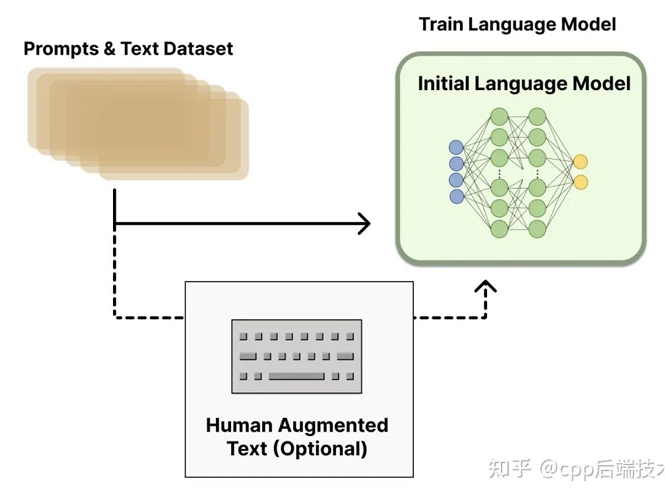 Prompts & Text Dataset
Train Language Model
Initial Language Model
Human Augmented
Text (Optional)
知乎 @cpp后端技术